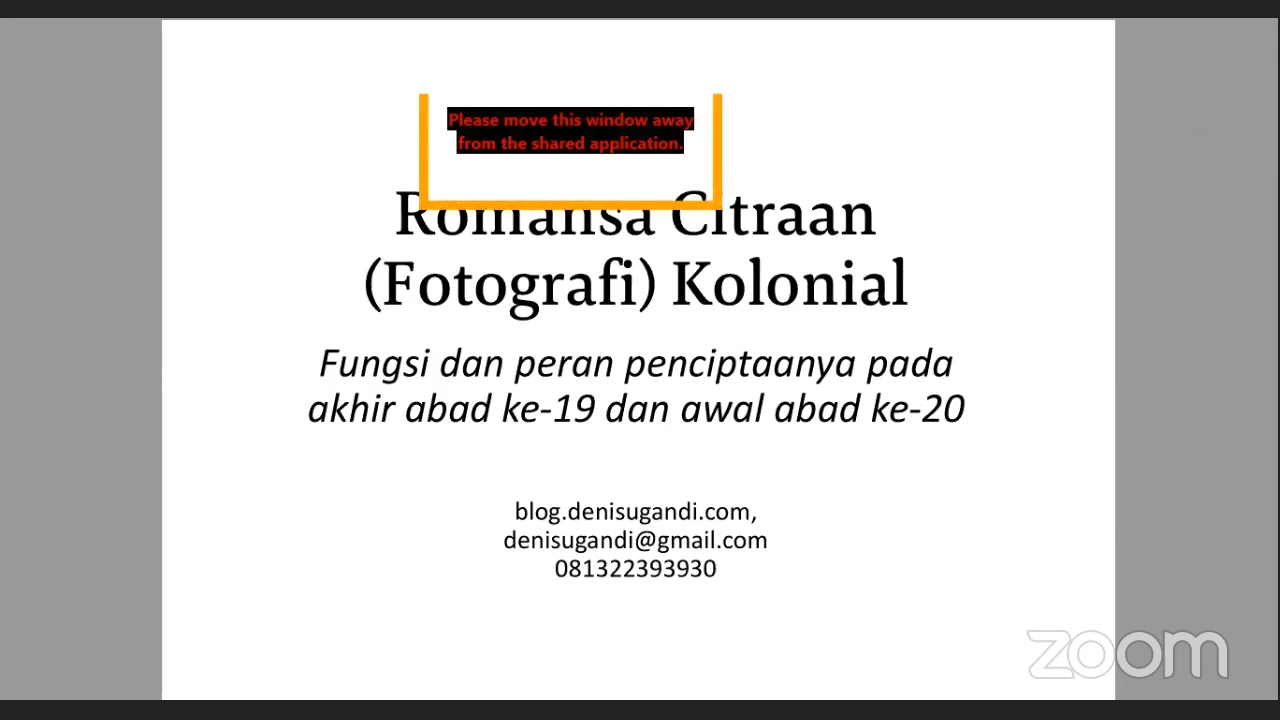 Please move this window away
from the shared application.
Romansa Citraan
(Fotografi) Kolonial
Fungsi dan peran penciptaanya pada
akhir abad ke-19 dan awal abad ke-20
blog.denisugandi.com,
denisugandi@gmail.com
081322393930
zoom